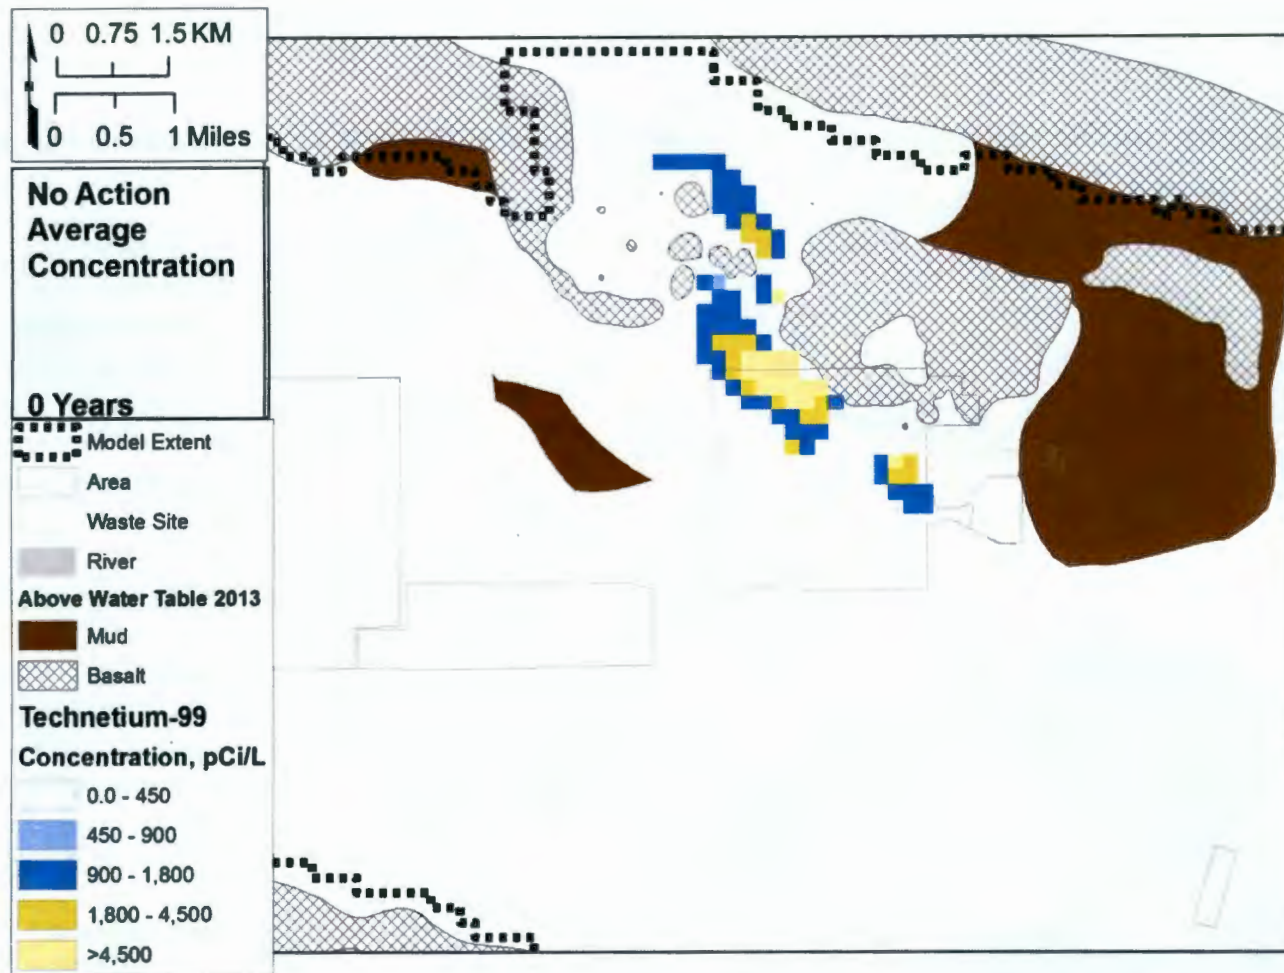 0 0.75 1.5 KM
0 0.5 1 Miles
No Action
Average
Concentration
0 Years
Model Extent
Area
Waste Site
River
Above Water Table 2013
Mud
Basalt
Technetium-99
Concentration, pCi/L
0.0 - 450
450 - 900
900 - 1,800
1,800 - 4,500
>4,500